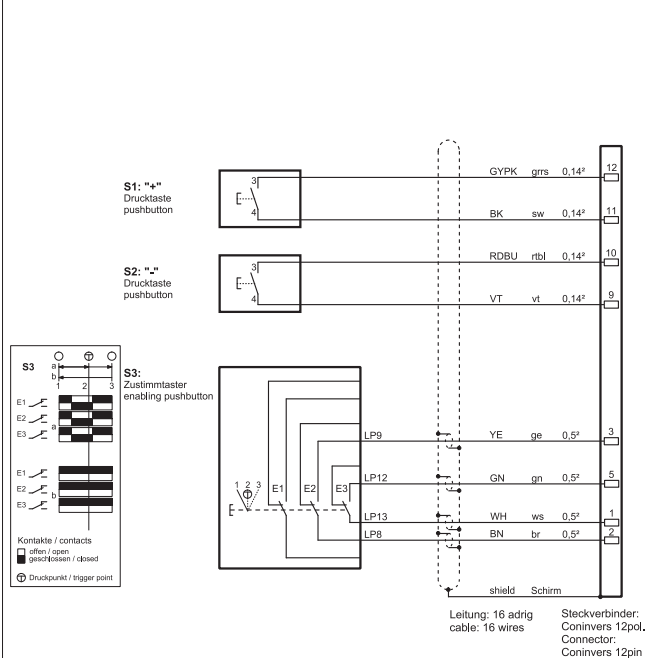 S1: "+"
Drucktaste
pushbutton
3
4
GYPK grrs 0,14² 12
BK sw 0,14² 11
S2: "-"
Drucktaste
pushbutton
3
4
RDBU rtbl 0,14² 10
VT vt 0,14² 9
S3
a
b
1 2 3
E1
E2
a
E3
E1
E2
b
E3
Kontakte / contacts
offen / open
geschlossen / closed
Druckpunkt / trigger point
S3:
Zustimmtaster
enabling pushbutton
1 2 3
E1 E2 E3
LP9 YE ge 0,5² 3
LP12 GN gn 0,5² 5
LP13 WH ws 0,5² 1
LP8 BN br 0,5² 2
shield Schirm
Leitung: 16 adrig
cable: 16 wires
Steckverbinder:
Coninvers 12pol.
Connector:
Coninvers 12pin